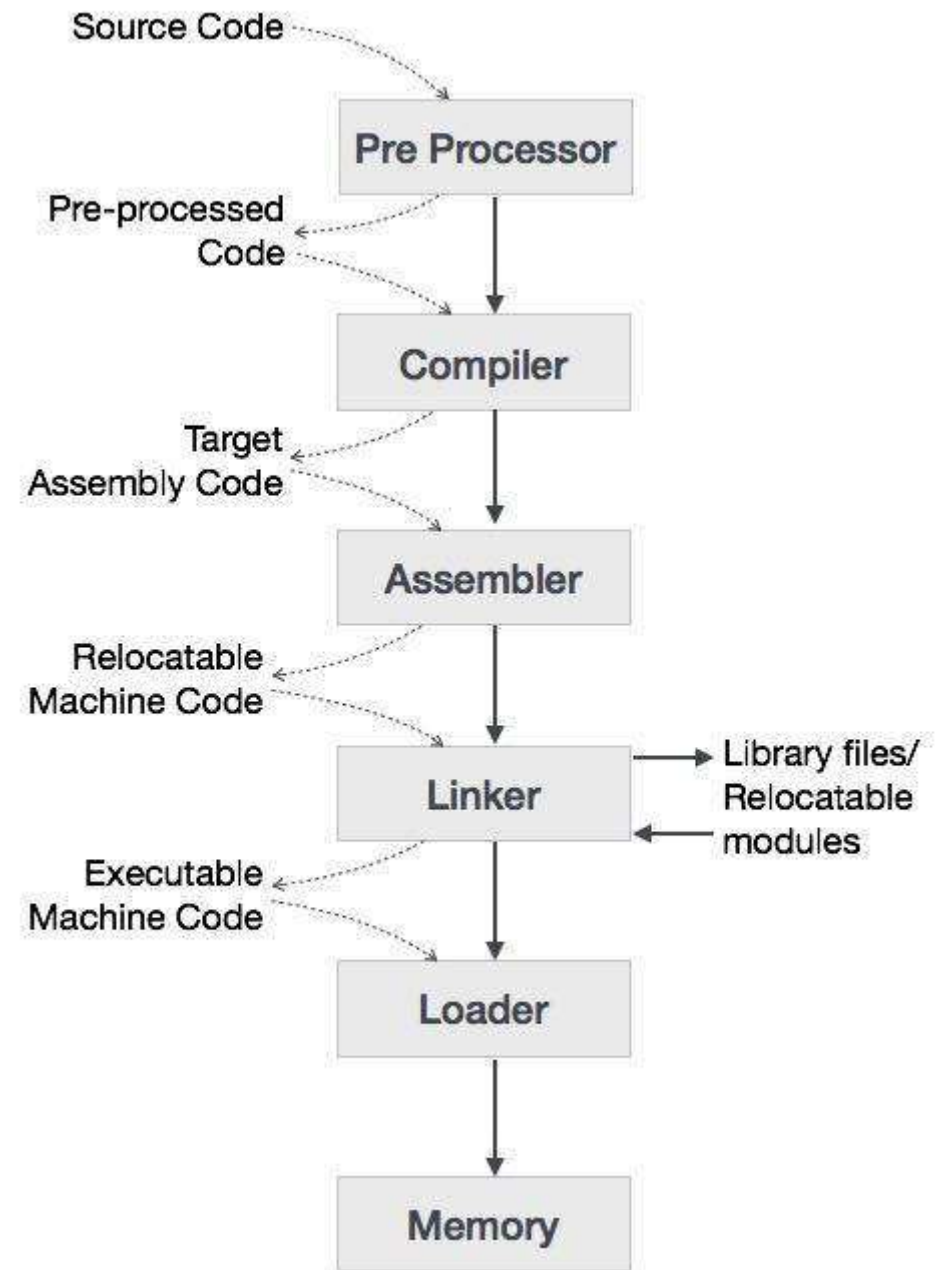 Source Code
Pre Processor
Pre-processed
Code
Compiler
Target
Assembly Code
Assembler
Relocatable
Machine Code
Linker
Library files/
Relocatable
modules
Executable
Machine Code
Loader
Memory